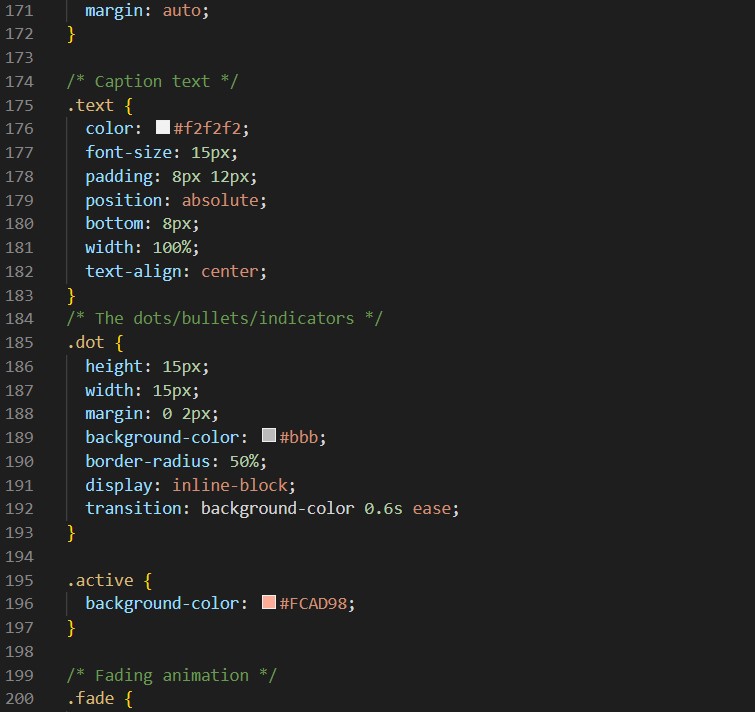 171 margin: auto;
172 }
173
174 /* Caption text */
175 .text {
176 color: #f2f2f2;
177 font-size: 15px;
178 padding: 8px 12px;
179 position: absolute;
180 bottom: 8px;
181 width: 100%;
182 text-align: center;
183 }
184 /* The dots/bullets/indicators */
185 .dot {
186 height: 15px;
187 width: 15px;
188 margin: 0 2px;
189 background-color: #bbb;
190 border-radius: 50%;
191 display: inline-block;
192 transition: background-color 0.6s ease;
193 }
194
195 .active {
196 background-color: #FCAD98;
197 }
198
199 /* Fading animation */
200 .fade {